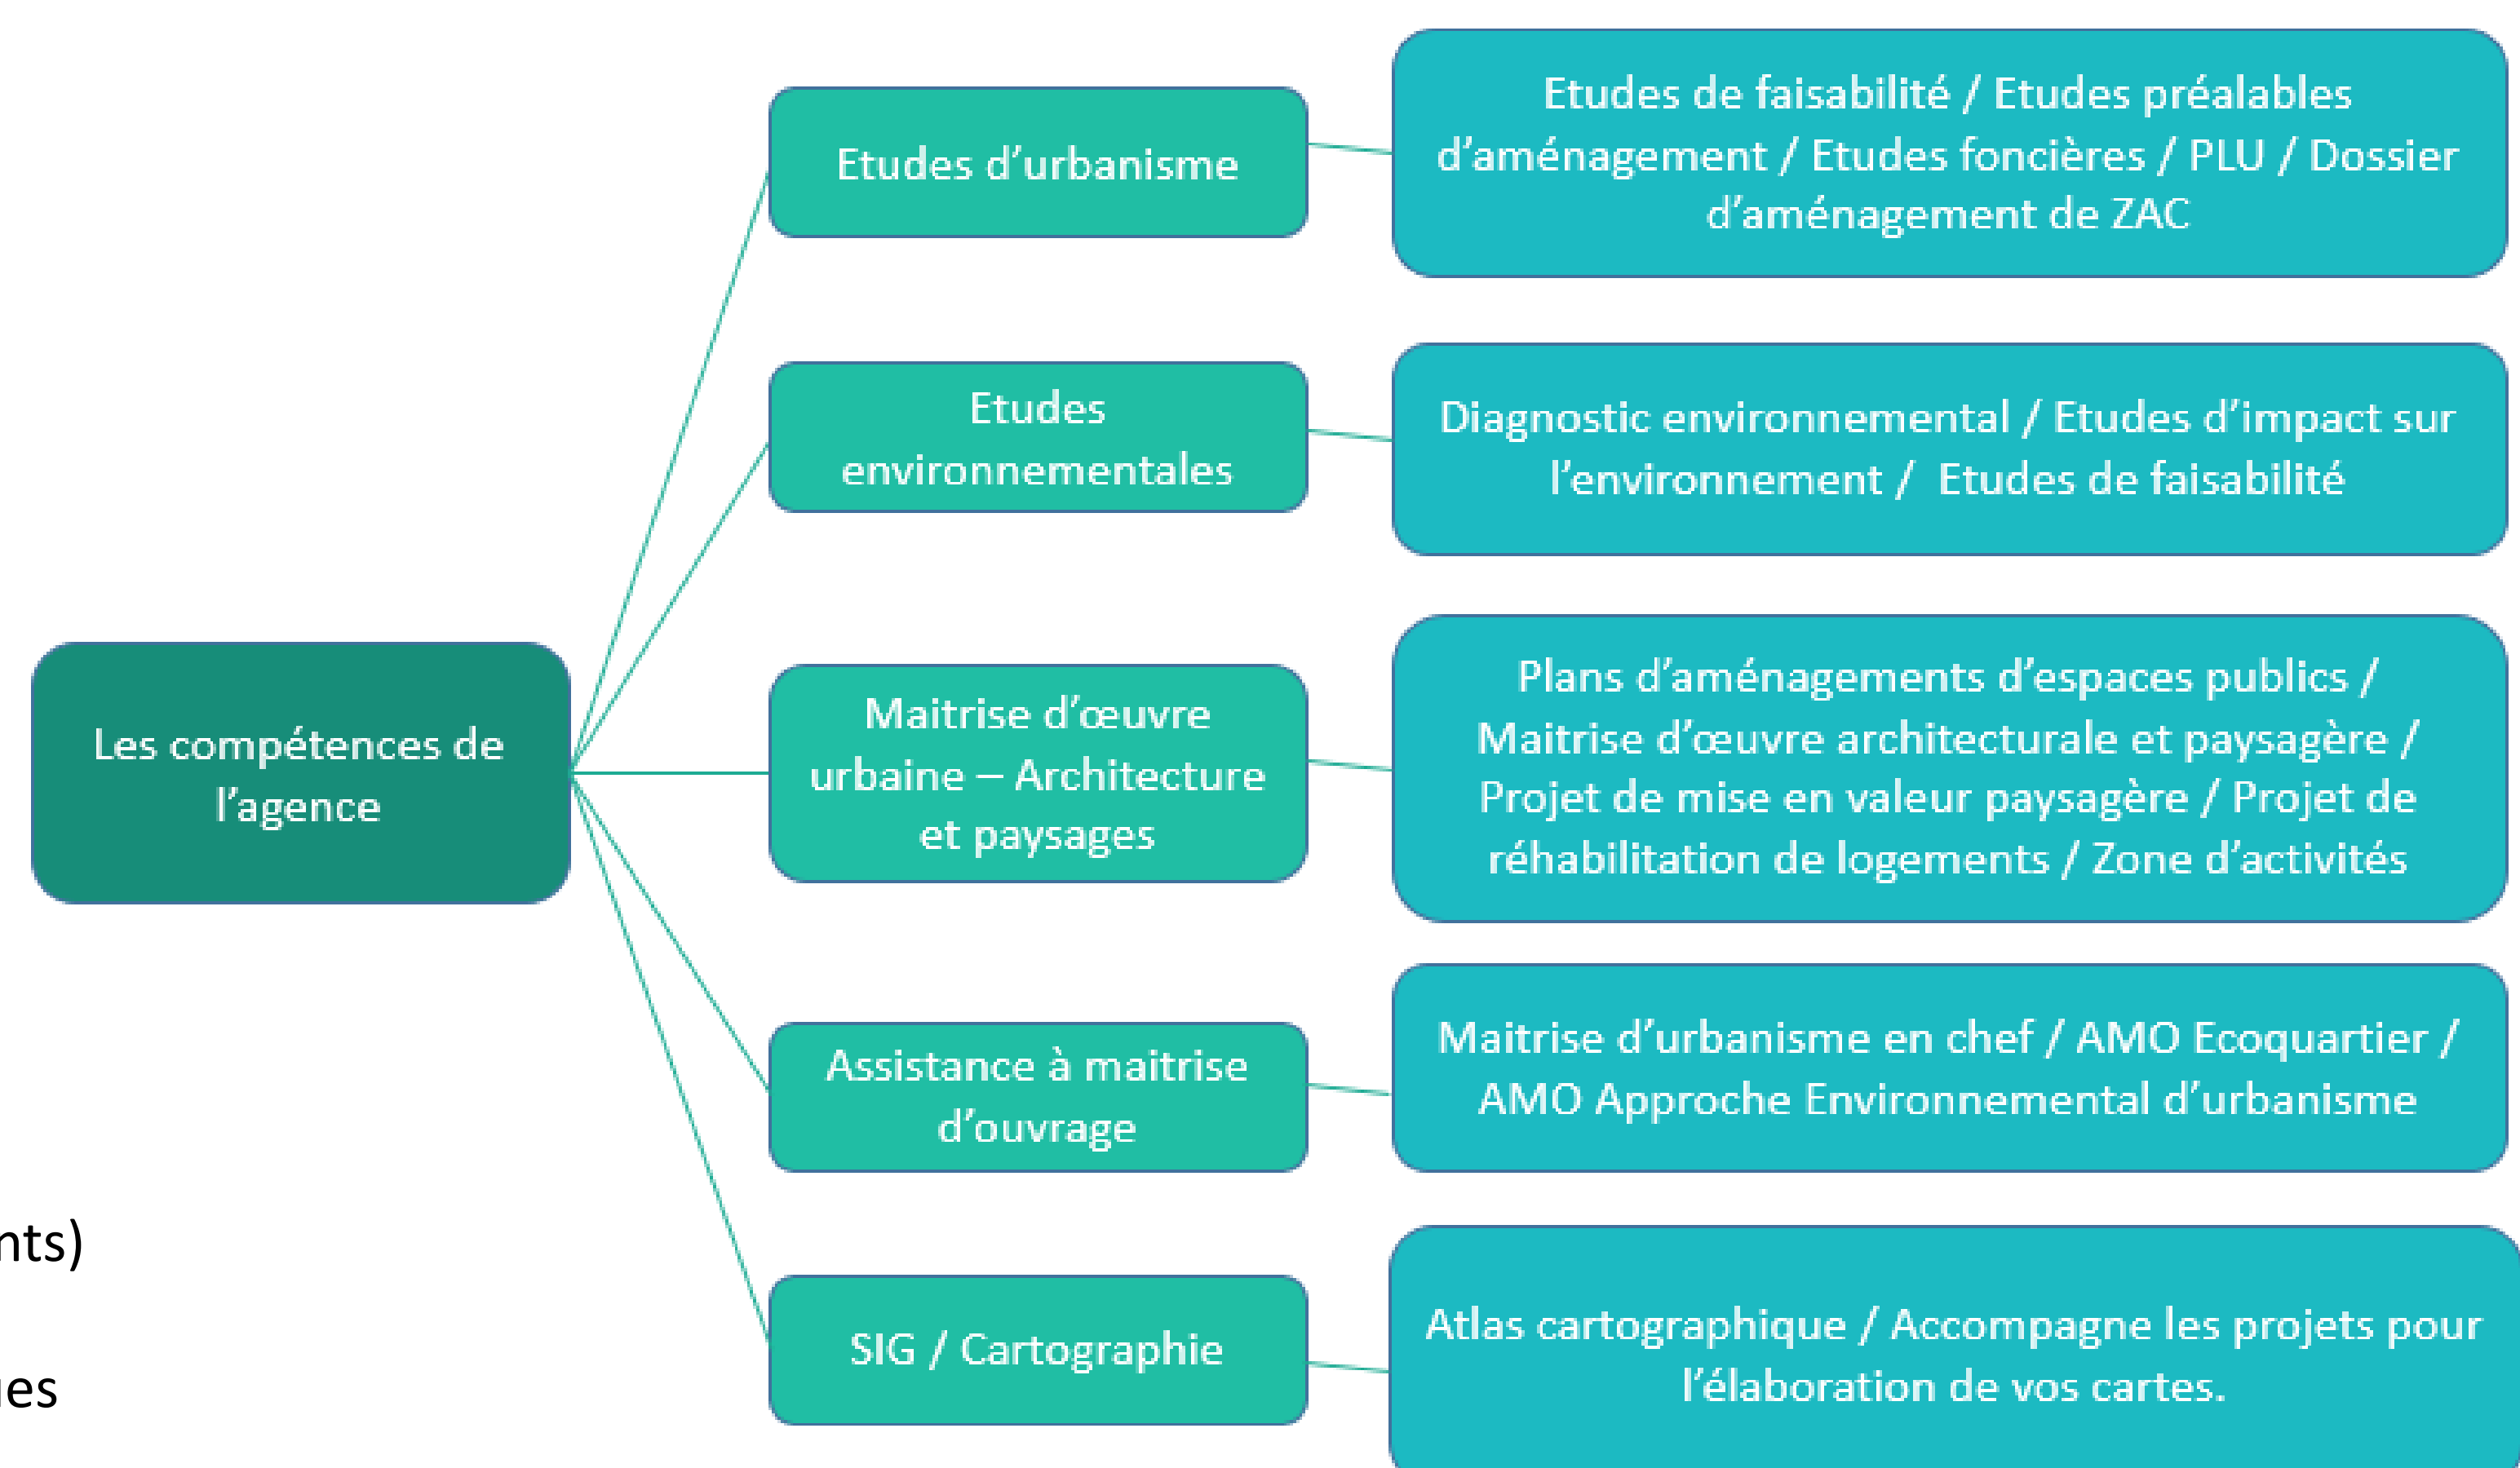 Les compétences de
l’agence
Etudes d’urbanisme
Etudes de faisabilité / Etudes préalables
d’aménagement / Etudes foncières / PLU / Dossier
d’aménagement de ZAC
Etudes
environnementales
Diagnostic environnemental / Etudes d’impact sur
l’environnement /  Etudes de faisabilité
Maitrise d’œuvre
urbaine – Architecture
et paysages
Plans d’aménagements d’espaces publics /
Maitrise d’œuvre architecturale et paysagère /
Projet de mise en valeur paysagère / Projet de
réhabilitation de logements / Zone d’activités
Assistance à maitrise
d’ouvrage
Maitrise d’urbanisme en chef / AMO Ecoquartier /
AMO Approche Environnemental d’urbanisme
SIG / Cartographie
Atlas cartographique / Accompagne les projets pour
l’élaboration de vos cartes.